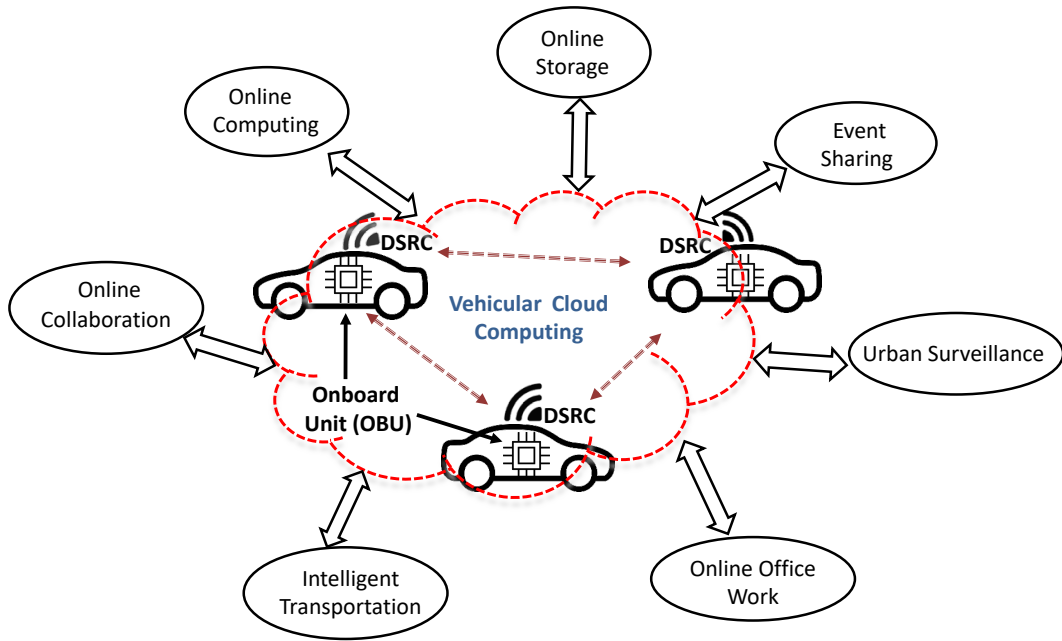 Online
Storage
Online
Computing
Event
Sharing
DSRC
DSRC
Online
Collaboration
Vehicular Cloud
Computing
Urban Surveillance
Onboard
Unit (OBU)
DSRC
Intelligent
Transportation
Online Office
Work